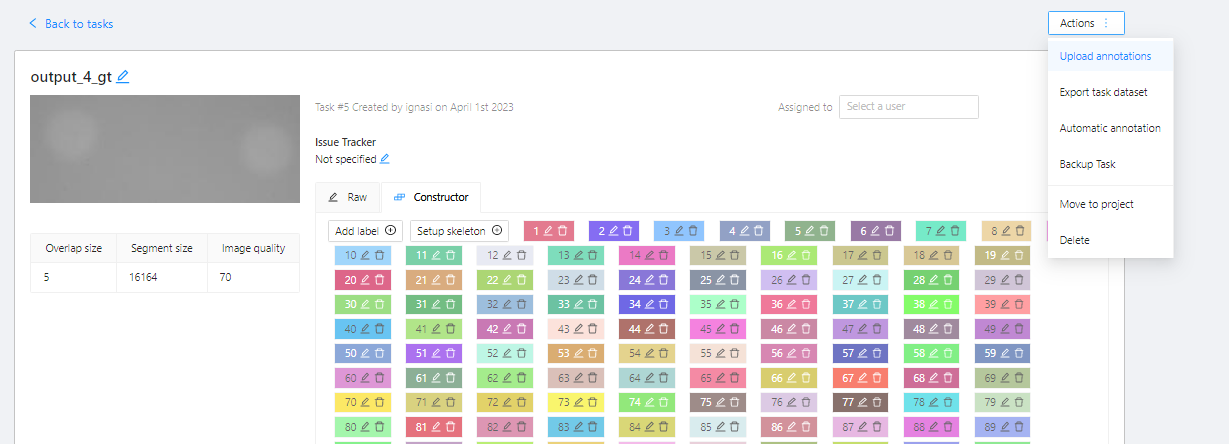 Back to tasks
Actions
Upload annotations
Export task dataset
Automatic annotation
Backup Task
Move to project
Delete
output_4_gt
Task #5 Created by ignasi on April 1st 2023
Assigned to Select a user
Issue Tracker
Not specified
Raw Constructor
Overlap size Segment size Image quality
5 16164 70
Add label Setup skeleton 1 2 3 4 5 6 7 8
10 11 12 13 14 15 16 17 18 19
20 21 22 23 24 25 26 27 28 29
30 31 32 33 34 35 36 37 38 39
40 41 42 43 44 45 46 47 48 49
50 51 52 53 54 55 56 57 58 59
60 61 62 63 64 65 66 67 68 69
70 71 72 73 74 75 76 77 78 79
80 81 82 83 84 85 86 87 88 89